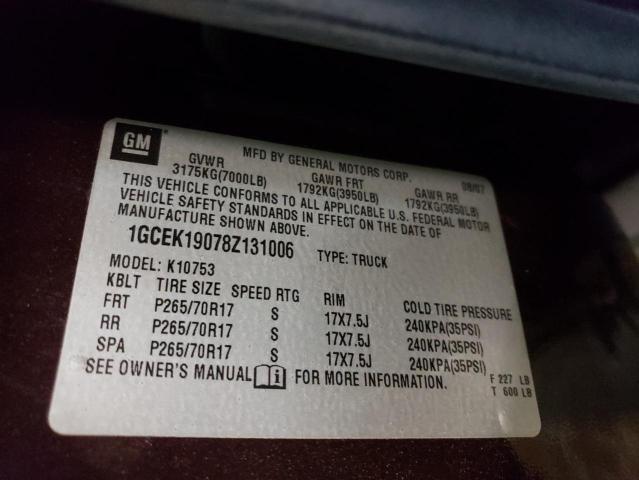 GM
MFD BY GENERAL MOTORS CORP. 08/07
GVWR GAWR FRT GAWR RR
3175KG(7000LB) 1792KG(3950LB) 1792KG(3950LB)
THIS VEHICLE CONFORMS TO ALL APPLICABLE U.S. FEDERAL MOTOR
VEHICLE SAFETY STANDARDS IN EFFECT ON THE DATE OF
MANUFACTURE SHOWN ABOVE.
1GCEK19078Z131006 TYPE: TRUCK
MODEL: K10753
KBLT TIRE SIZE SPEED RTG RIM COLD TIRE PRESSURE
FRT P265/70R17 S 17X7.5J 240KPA(35PSI)
RR P265/70R17 S 17X7.5J 240KPA(35PSI)
SPA P265/70R17 S 17X7.5J 240KPA(35PSI)
SEE OWNER'S MANUAL i FOR MORE INFORMATION.
F 227 LB
T 600 LB